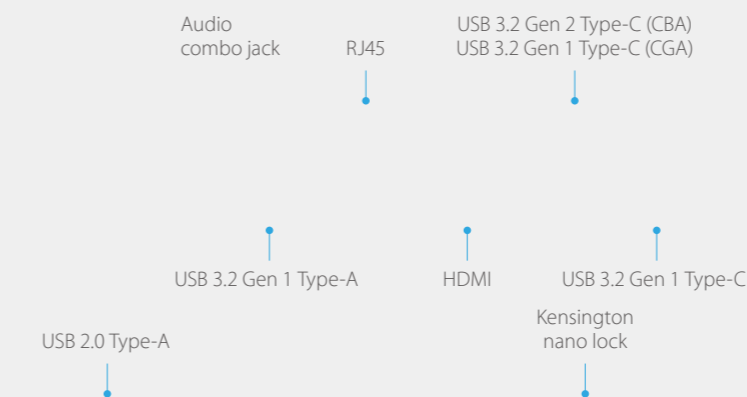 Audio
combo jack
RJ45
USB 3.2 Gen 2 Type-C (CBA)
USB 3.2 Gen 1 Type-C (CGA)
USB 3.2 Gen 1 Type-A
HDMI
USB 3.2 Gen 1 Type-C
Kensington
nano lock
USB 2.0 Type-A